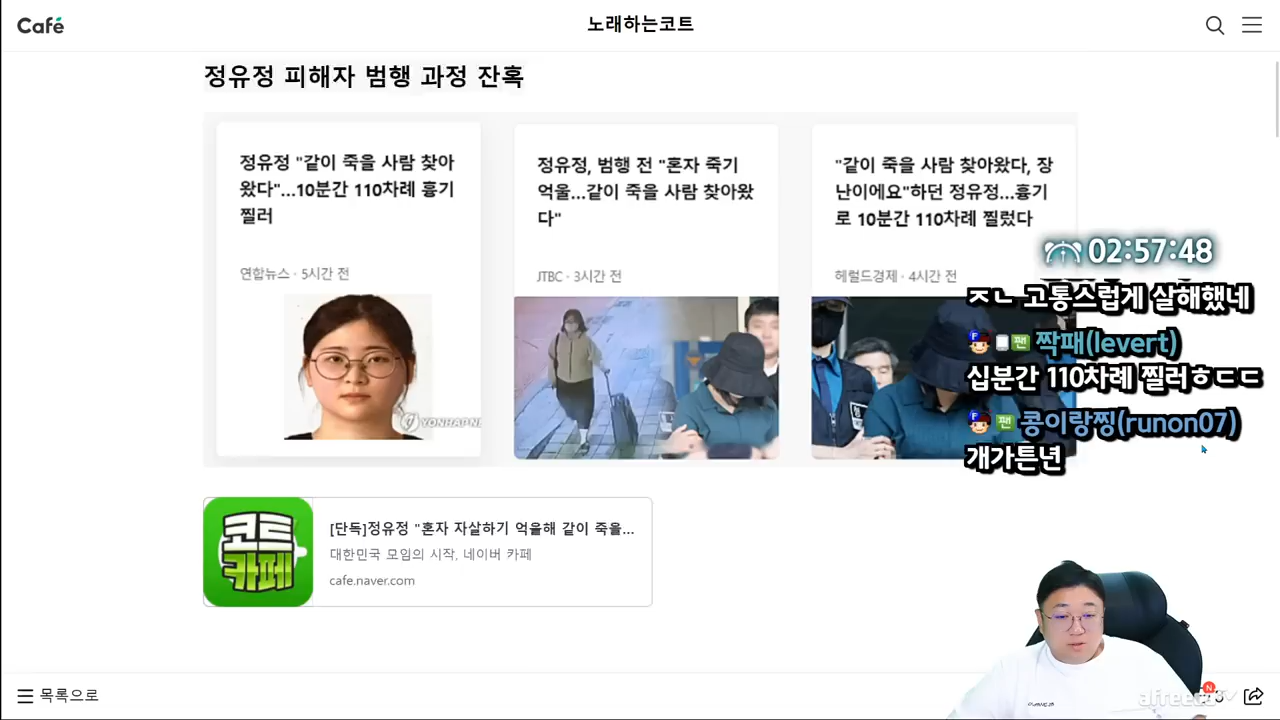 Café
노래하는코트
정유정 피해자 범행 과정 잔혹
정유정 "같이 죽을 사람 찾아
왔다"...10분간 110차례 흉기
찔러
연합뉴스 · 5시간 전
YONHAPNE
정유정, 범행 전 "혼자 죽기
억울...같이 죽을 사람 찾아왔
다"
JTBC · 3시간 전
"같이 죽을 사람 찾아왔다, 장
난이에요"하던 정유정...흉기
로 10분간 110차례 찔렀다
헤럴드경제 · 4시간 전
02:57:48
ㅈㄴ 고통스럽게 살해했네
팬 짝패(levert)
십분간 110차례 찔러ㅎㄷㄷ
팬 콩이랑찡(runon07)
개가튼년
코트
카페
[단독]정유정 "혼자 자살하기 억울해 같이 죽을...
대한민국 모임의 시작, 네이버 카페
cafe.naver.com
목록으로
afreecaTV